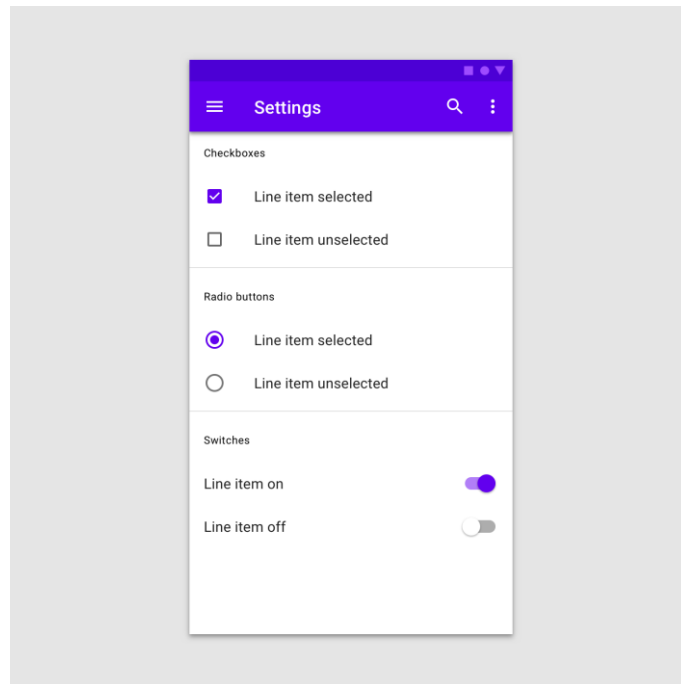 Settings
Checkboxes
Line item selected
Line item unselected
Radio buttons
Line item selected
Line item unselected
Switches
Line item on
Line item off